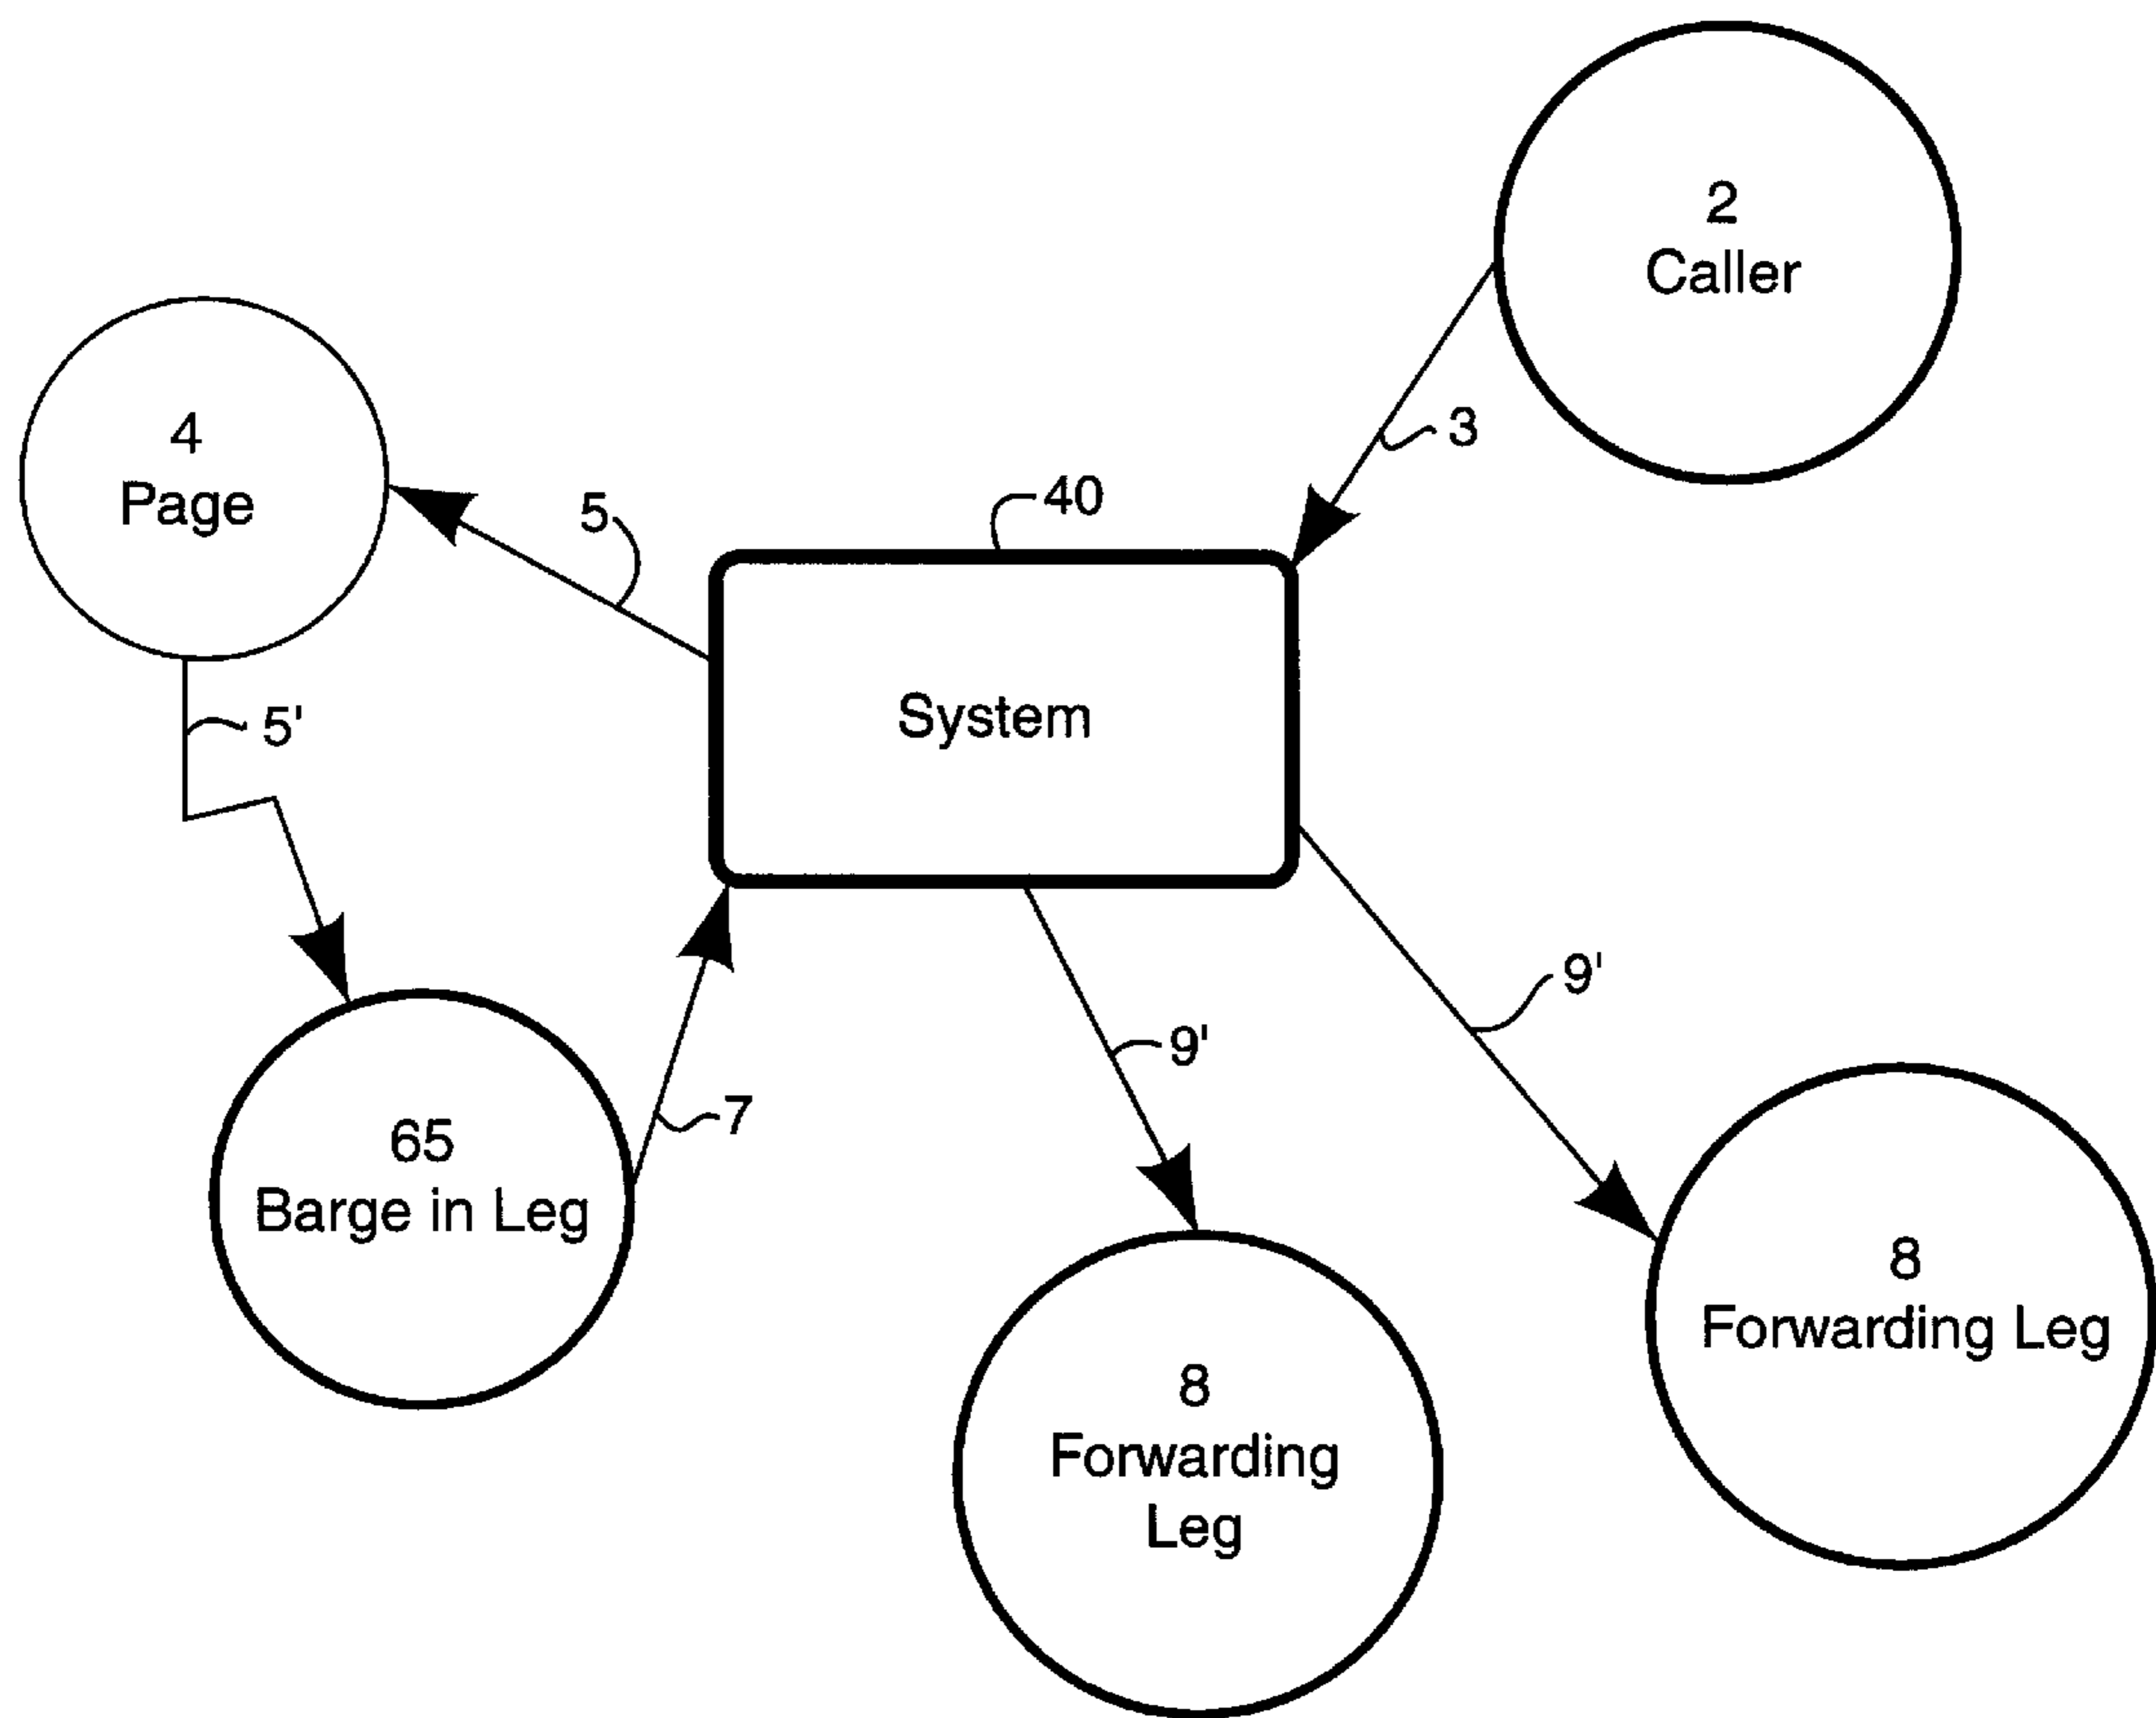 2
Caller
3
4
Page
5
40
System
5'
9'
9'
7
65
Barge in Leg
8
Forwarding Leg
8
Forwarding
Leg